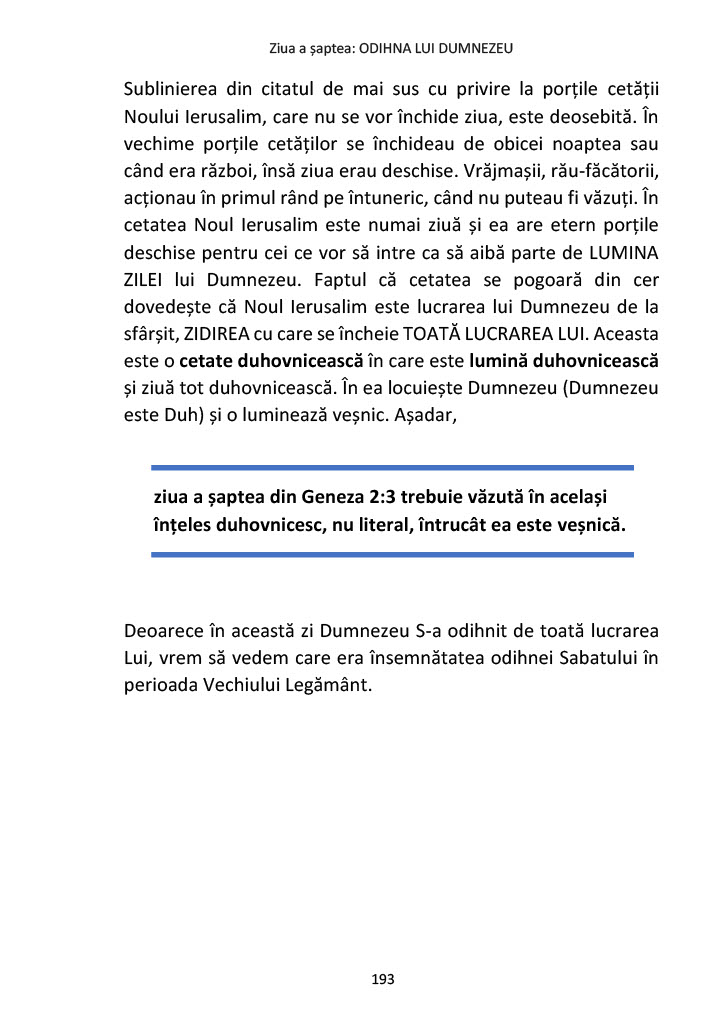 Ziua a șaptea: ODIHNA LUI DUMNEZEU
Sublinierea din citatul de mai sus cu privire la porțile cetății
Noului Ierusalim, care nu se vor închide ziua, este deosebită. În
vechime porțile cetăților se închideau de obicei noaptea sau
când era război, însă ziua erau deschise. Vrăjmașii, rău-făcătorii,
acționau în primul rând pe întuneric, când nu puteau fi văzuți. În
cetatea Noul Ierusalim este numai ziuă și ea are etern porțile
deschise pentru cei ce vor să intre ca să aibă parte de LUMINA
ZILEI lui Dumnezeu. Faptul că cetatea se pogoară din cer
dovedește că Noul Ierusalim este lucrarea lui Dumnezeu de la
sfârșit, ZIDIREA cu care se încheie TOATĂ LUCRAREA LUI. Aceasta
este o cetate duhovnicească în care este lumină duhovnicească
și ziuă tot duhovnicească. În ea locuiește Dumnezeu (Dumnezeu
este Duh) și o luminează veșnic. Așadar,
ziua a șaptea din Geneza 2:3 trebuie văzută în același
înțeles duhovnicesc, nu literal, întrucât ea este veșnică.
Deoarece în această zi Dumnezeu S-a odihnit de toată lucrarea
Lui, vrem să vedem care era însemnătatea odihnei Sabatului în
perioada Vechiului Legământ.
193